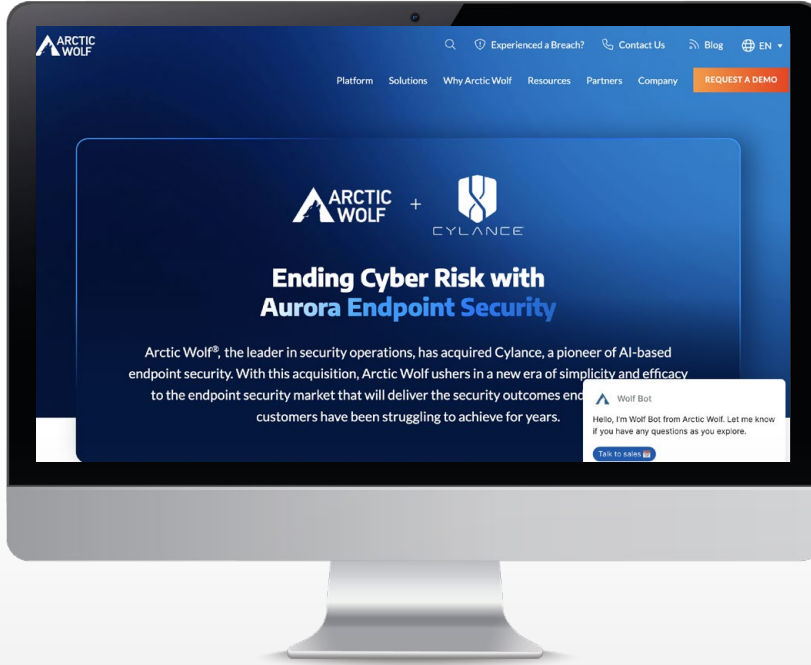 ARCTIC
WOLF
Experienced a Breach?
Contact Us
Blog
EN
Platform
Solutions
Why Arctic Wolf
Resources
Partners
Company
REQUEST A DEMO
ARCTIC
WOLF
+
CYLANCE
Ending Cyber Risk with
Aurora Endpoint Security
Arctic Wolf®, the leader in security operations, has acquired Cylance, a pioneer of AI-based
endpoint security. With this acquisition, Arctic Wolf ushers in a new era of simplicity and efficacy
to the endpoint security market that will deliver the security outcomes
customers have been struggling to achieve for years.
Wolf Bot
Hello, I'm Wolf Bot from Arctic Wolf. Let me know
if you have any questions as you explore.
Talk to sales